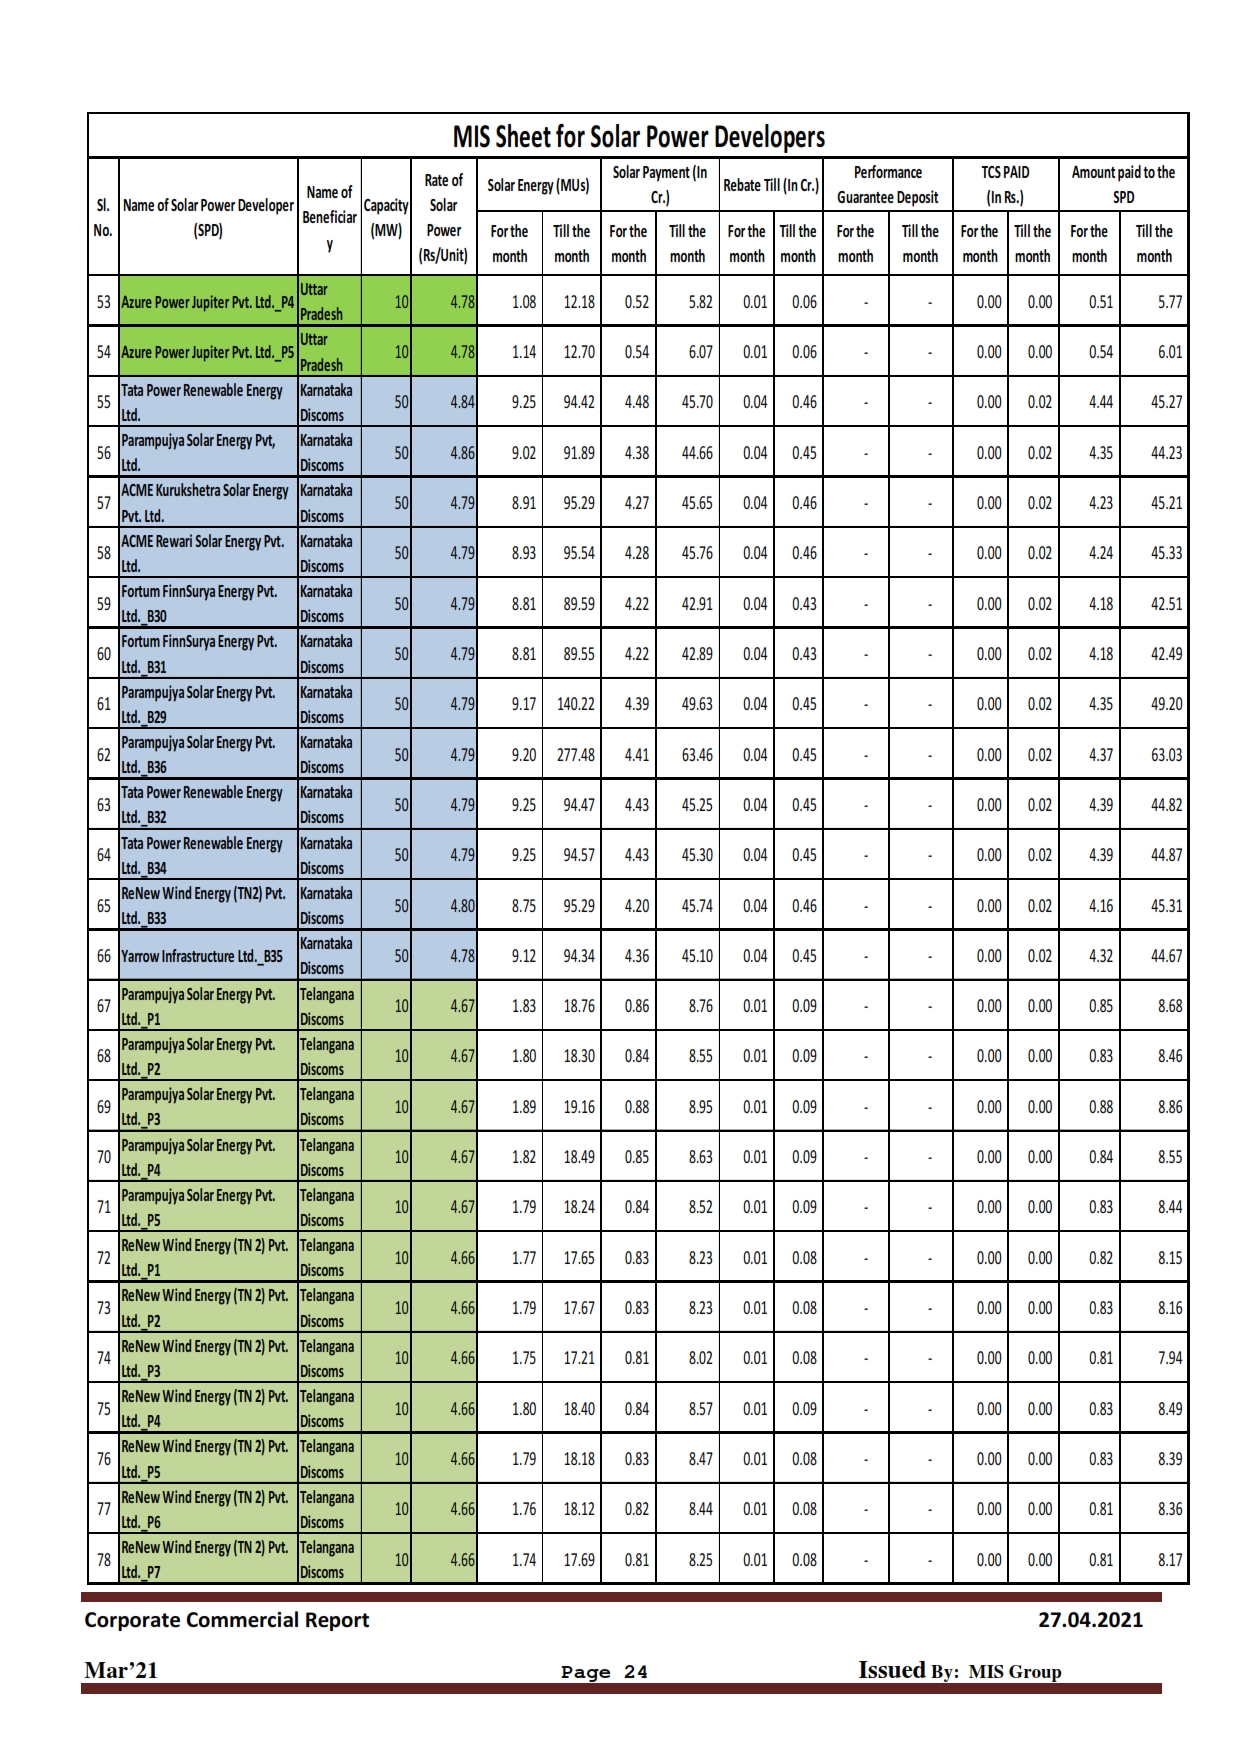 MIS Sheet for Solar Power Developers
Sl. No. Name of Solar Power Developer (SPD) Name of Beneficiar y Capacity (MW) Rate of Solar Power (Rs/Unit) Solar Energy (MUs) Solar Payment (In Cr.) Rebate Till (In Cr.) Performance Guarantee Deposit TCS PAID (In Rs.) Amount paid to the SPD
For the month Till the month For the month Till the month For the month Till the month For the month Till the month For the month Till the month For the month Till the month
53 Azure Power Jupiter Pvt. Ltd._P4 Uttar Pradesh 10 4.78 1.08 12.18 0.52 5.82 0.01 0.06 - - 0.00 0.00 0.51 5.77
54 Azure Power Jupiter Pvt. Ltd._P5 Uttar Pradesh 10 4.78 1.14 12.70 0.54 6.07 0.01 0.06 - - 0.00 0.00 0.54 6.01
55 Tata Power Renewable Energy Ltd. Karnataka Discoms 50 4.84 9.25 94.42 4.48 45.70 0.04 0.46 - - 0.00 0.02 4.44 45.27
56 Parampujya Solar Energy Pvt, Ltd. Karnataka Discoms 50 4.86 9.02 91.89 4.38 44.66 0.04 0.45 - - 0.00 0.02 4.35 44.23
57 ACME Kurukshetra Solar Energy Pvt. Ltd. Karnataka Discoms 50 4.79 8.91 95.29 4.27 45.65 0.04 0.46 - - 0.00 0.02 4.23 45.21
58 ACME Rewari Solar Energy Pvt. Ltd. Karnataka Discoms 50 4.79 8.93 95.54 4.28 45.76 0.04 0.46 - - 0.00 0.02 4.24 45.33
59 Fortum FinnSurya Energy Pvt. Ltd._B30 Karnataka Discoms 50 4.79 8.81 89.59 4.22 42.91 0.04 0.43 - - 0.00 0.02 4.18 42.51
60 Fortum FinnSurya Energy Pvt. Ltd._B31 Karnataka Discoms 50 4.79 8.81 89.55 4.22 42.89 0.04 0.43 - - 0.00 0.02 4.18 42.49
61 Parampujya Solar Energy Pvt. Ltd._B29 Karnataka Discoms 50 4.79 9.17 140.22 4.39 49.63 0.04 0.45 - - 0.00 0.02 4.35 49.20
62 Parampujya Solar Energy Pvt. Ltd._B36 Karnataka Discoms 50 4.79 9.20 277.48 4.41 63.46 0.04 0.45 - - 0.00 0.02 4.37 63.03
63 Tata Power Renewable Energy Ltd._B32 Karnataka Discoms 50 4.79 9.25 94.47 4.43 45.25 0.04 0.45 - - 0.00 0.02 4.39 44.82
64 Tata Power Renewable Energy Ltd._B34 Karnataka Discoms 50 4.79 9.25 94.57 4.43 45.30 0.04 0.45 - - 0.00 0.02 4.39 44.87
65 ReNew Wind Energy (TN2) Pvt. Ltd._B33 Karnataka Discoms 50 4.80 8.75 95.29 4.20 45.74 0.04 0.46 - - 0.00 0.02 4.16 45.31
66 Yarrow Infrastructure Ltd._B35 Karnataka Discoms 50 4.78 9.12 94.34 4.36 45.10 0.04 0.45 - - 0.00 0.02 4.32 44.67
67 Parampujya Solar Energy Pvt. Ltd._P1 Telangana Discoms 10 4.67 1.83 18.76 0.86 8.76 0.01 0.09 - - 0.00 0.00 0.85 8.68
68 Parampujya Solar Energy Pvt. Ltd._P2 Telangana Discoms 10 4.67 1.80 18.30 0.84 8.55 0.01 0.09 - - 0.00 0.00 0.83 8.46
69 Parampujya Solar Energy Pvt. Ltd._P3 Telangana Discoms 10 4.67 1.89 19.16 0.88 8.95 0.01 0.09 - - 0.00 0.00 0.88 8.86
70 Parampujya Solar Energy Pvt. Ltd._P4 Telangana Discoms 10 4.67 1.82 18.49 0.85 8.63 0.01 0.09 - - 0.00 0.00 0.84 8.55
71 Parampujya Solar Energy Pvt. Ltd._P5 Telangana Discoms 10 4.67 1.79 18.24 0.84 8.52 0.01 0.09 - - 0.00 0.00 0.83 8.44
72 ReNew Wind Energy (TN 2) Pvt. Ltd._P1 Telangana Discoms 10 4.66 1.77 17.65 0.83 8.23 0.01 0.08 - - 0.00 0.00 0.82 8.15
73 ReNew Wind Energy (TN 2) Pvt. Ltd._P2 Telangana Discoms 10 4.66 1.79 17.67 0.83 8.23 0.01 0.08 - - 0.00 0.00 0.83 8.16
74 ReNew Wind Energy (TN 2) Pvt. Ltd._P3 Telangana Discoms 10 4.66 1.75 17.21 0.81 8.02 0.01 0.08 - - 0.00 0.00 0.81 7.94
75 ReNew Wind Energy (TN 2) Pvt. Ltd._P4 Telangana Discoms 10 4.66 1.80 18.40 0.84 8.57 0.01 0.09 - - 0.00 0.00 0.83 8.49
76 ReNew Wind Energy (TN 2) Pvt. Ltd._P5 Telangana Discoms 10 4.66 1.79 18.18 0.83 8.47 0.01 0.08 - - 0.00 0.00 0.83 8.39
77 ReNew Wind Energy (TN 2) Pvt. Ltd._P6 Telangana Discoms 10 4.66 1.76 18.12 0.82 8.44 0.01 0.08 - - 0.00 0.00 0.81 8.36
78 ReNew Wind Energy (TN 2) Pvt. Ltd._P7 Telangana Discoms 10 4.66 1.74 17.69 0.81 8.25 0.01 0.08 - - 0.00 0.00 0.81 8.17
Corporate Commercial Report 27.04.2021
Mar’21 Page 24 Issued By: MIS Group